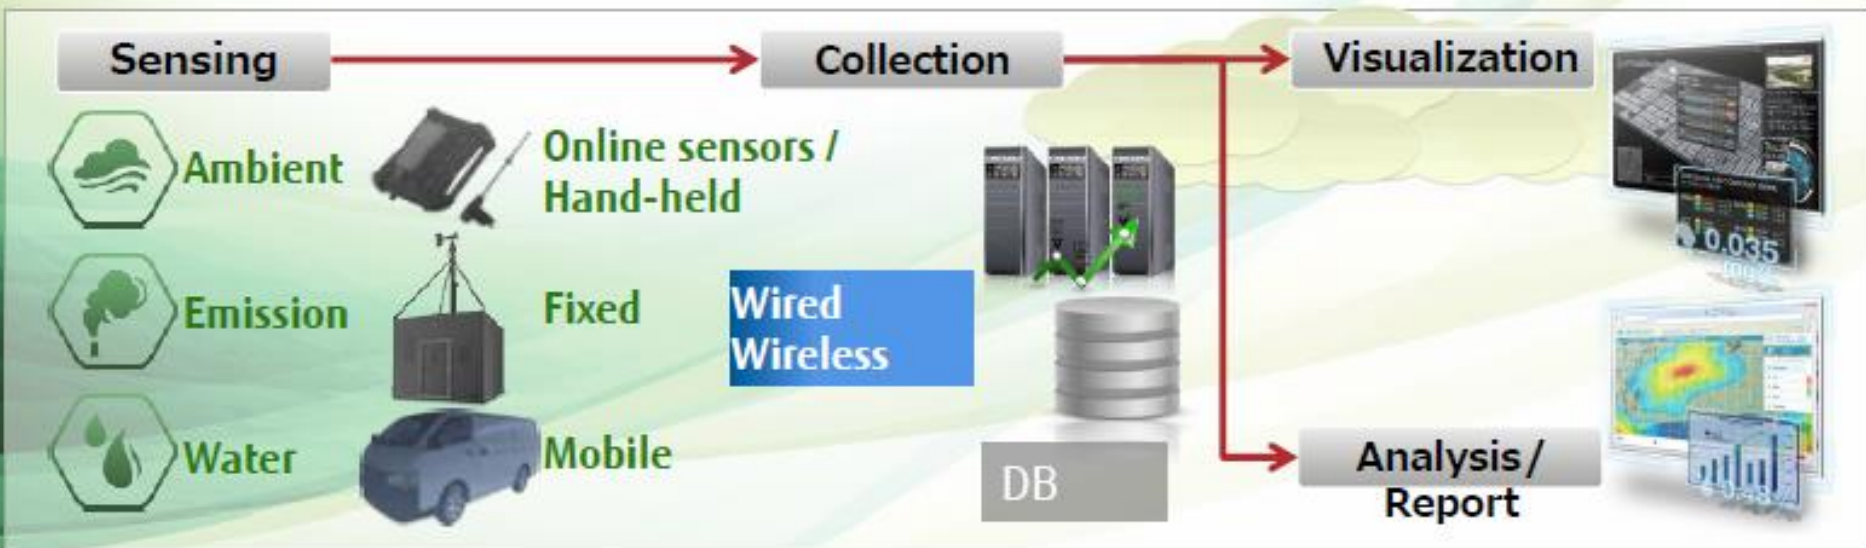 Sensing
Collection
Visualization
Ambient
Online sensors /
Hand-held
Emission
Fixed
Wired
Wireless
Water
Mobile
DB
Analysis/
Report
0.035